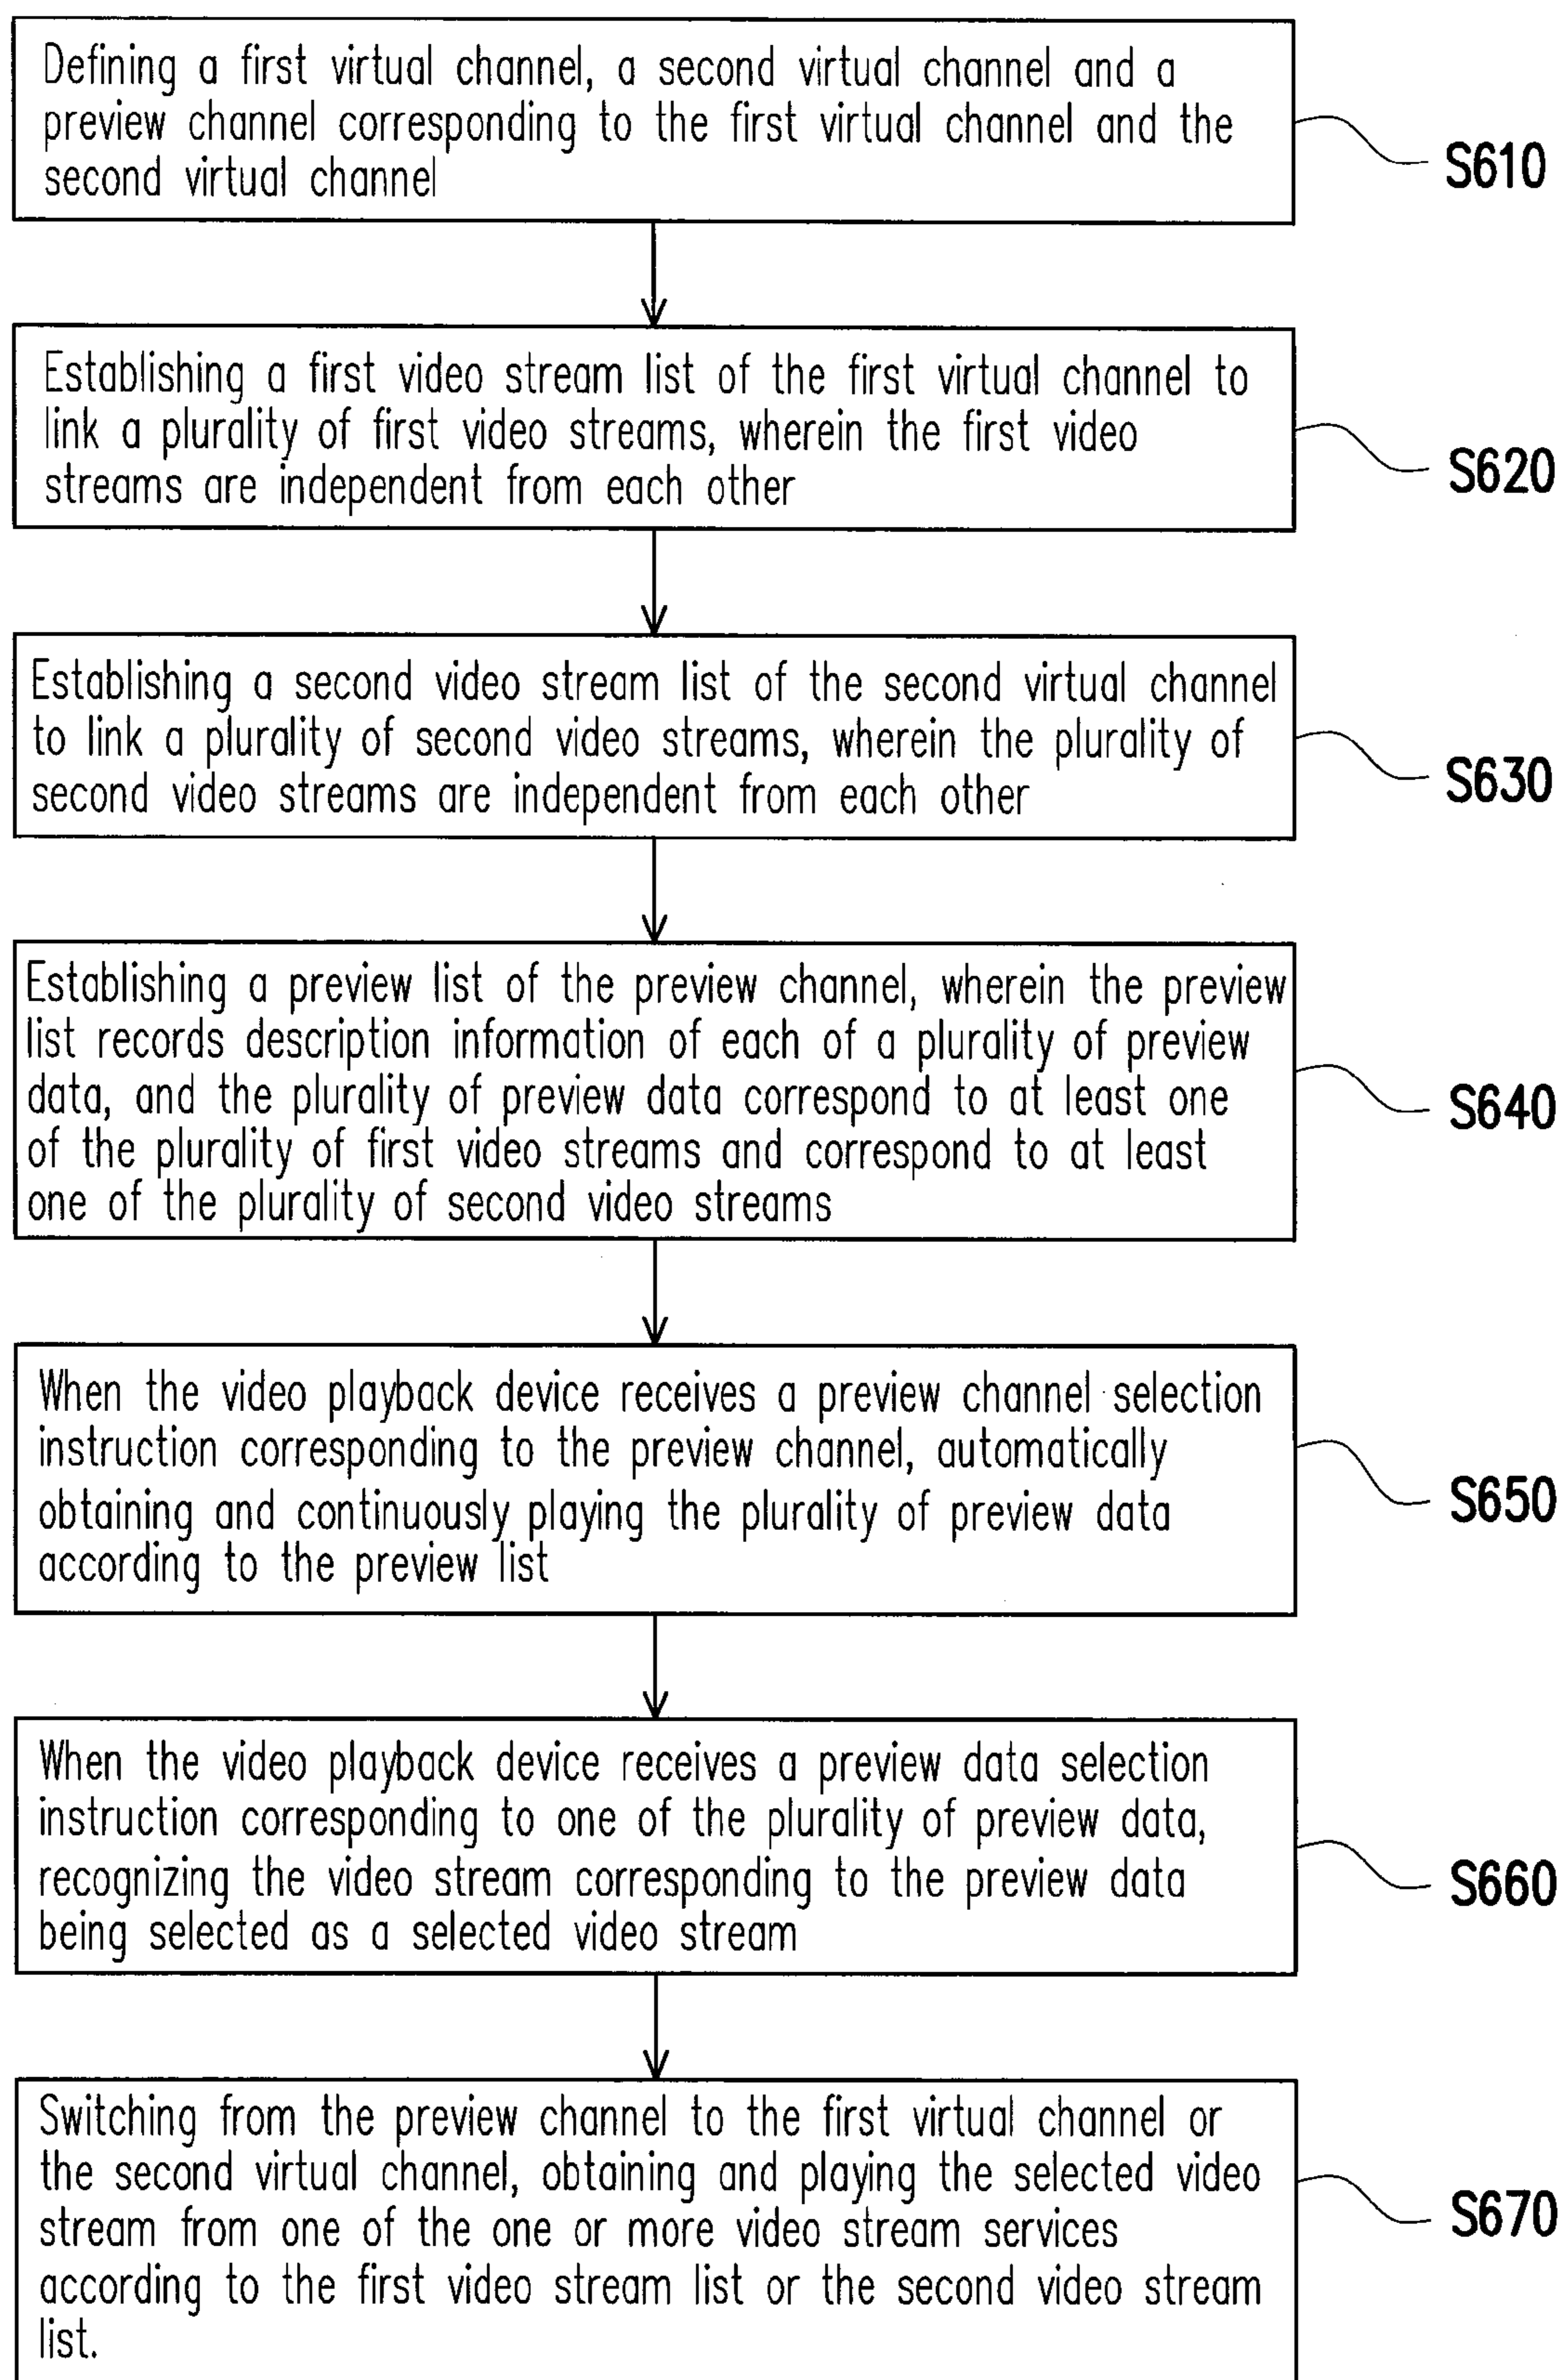 Defining a first virtual channel, a second virtual channel and a
preview channel corresponding to the first virtual channel and the
second virtual channel
S610
Establishing a first video stream list of the first virtual channel to
link a plurality of first video streams, wherein the first video
streams are independent from each other
S620
Establishing a second video stream list of the second virtual channel
to link a plurality of second video streams, wherein the plurality of
second video streams are independent from each other
S630
Establishing a preview list of the preview channel, wherein the preview
list records description information of each of a plurality of preview
data, and the plurality of preview data correspond to at least one
of the plurality of first video streams and correspond to at least
one of the plurality of second video streams
S640
When the video playback device receives a preview channel selection
instruction corresponding to the preview channel, automatically
obtaining and continuously playing the plurality of preview data
according to the preview list
S650
When the video playback device receives a preview data selection
instruction corresponding to one of the plurality of preview data,
recognizing the video stream corresponding to the preview data
being selected as a selected video stream
S660
Switching from the preview channel to the first virtual channel or
the second virtual channel, obtaining and playing the selected video
stream from one of the one or more video stream services
according to the first video stream list or the second video stream
list.
S670